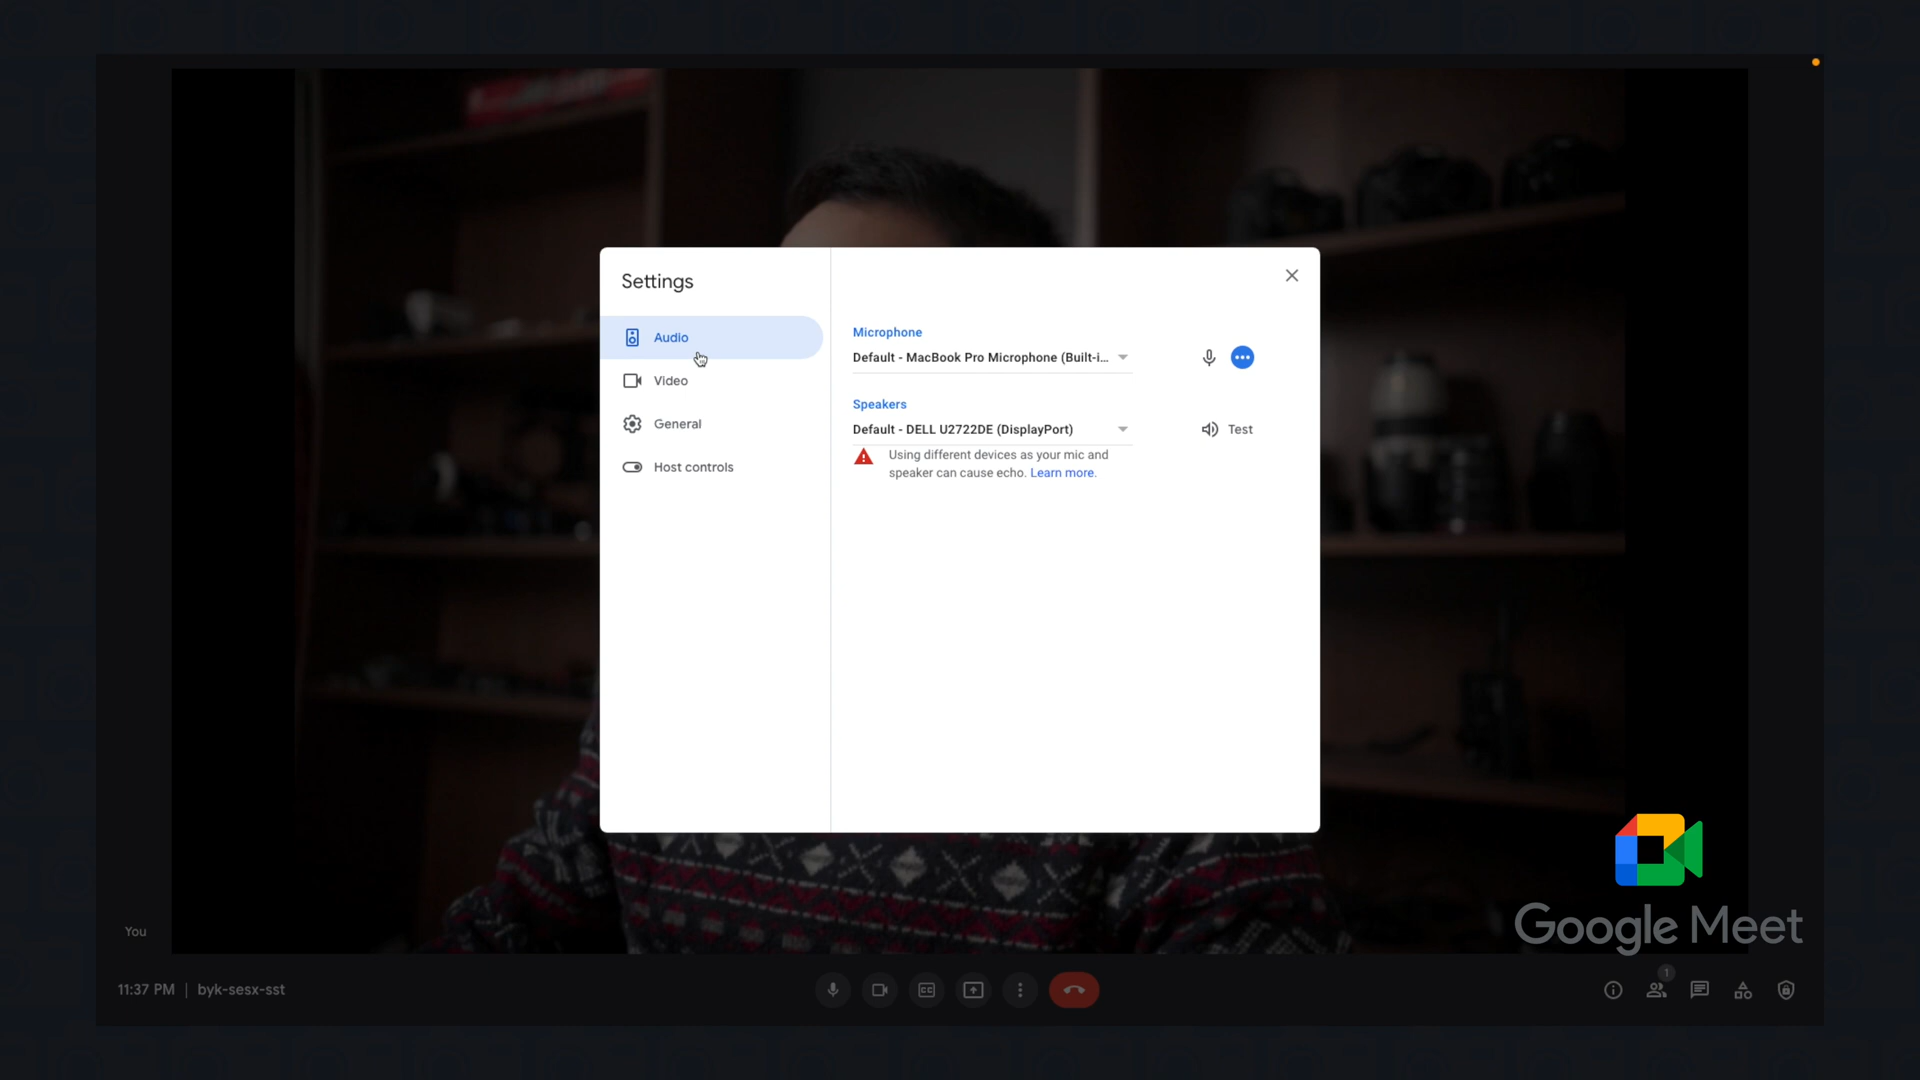 Settings
Audio
Video
General
Host controls
Microphone
Default - MacBook Pro Microphone (Built-i...
Speakers
Default - DELL U2722DE (DisplayPort)
Test
Using different devices as your mic and
speaker can cause echo. Learn more.
Google Meet
You
11:37 PM | byk-sesx-sst
CC
1